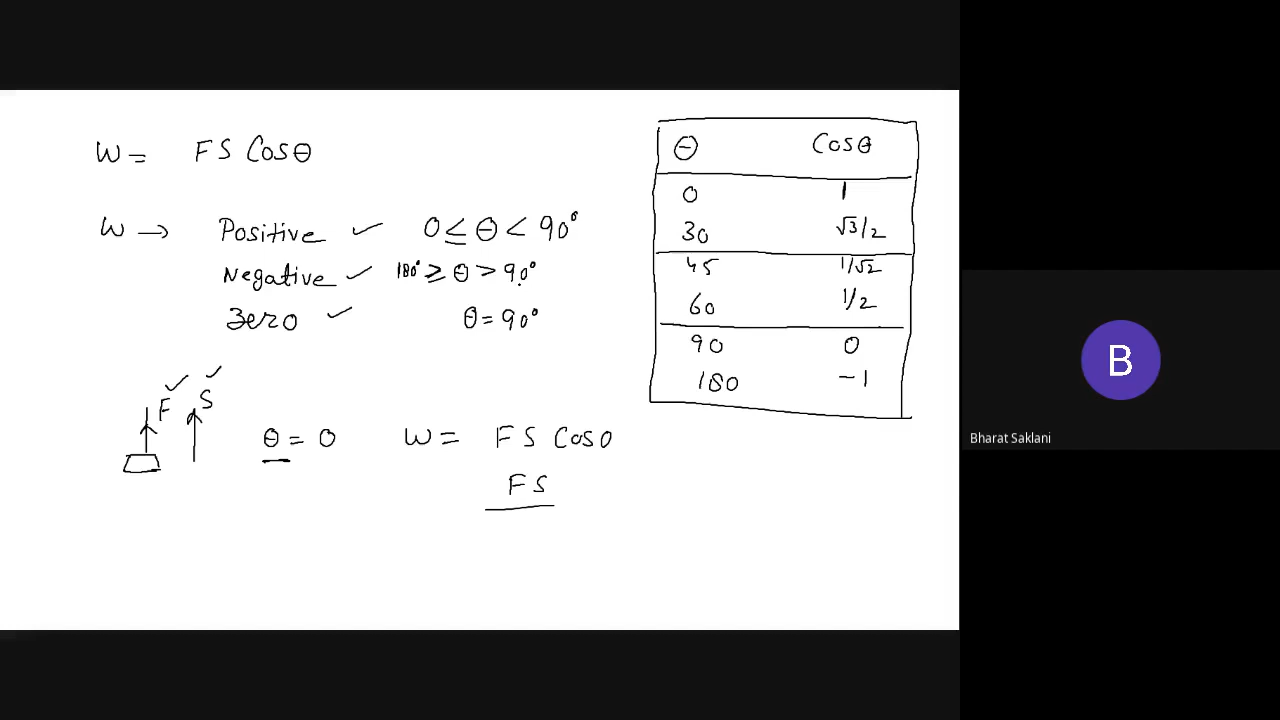 W = FS Cosθ
W → Positive ✓ 0 ≤ θ < 90°
Negative ✓ 180° ≥ θ > 90°
Zero ✓ θ = 90°
F S
θ = 0 W = FS Cos0
FS
θ Cosθ
0 1
30 √3/2
45 1/√2
60 1/2
90 0
180 -1
B
Bharat Saklani